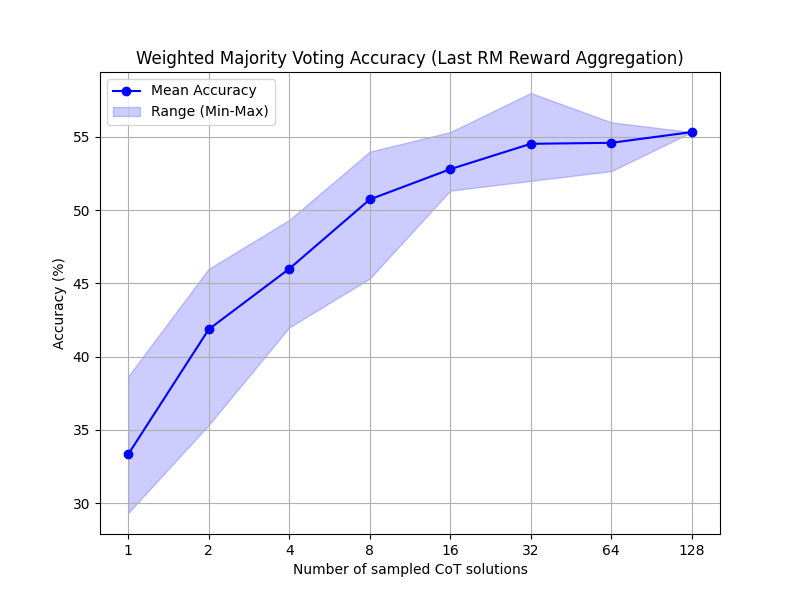 Weighted Majority Voting Accuracy (Last RM Reward Aggregation)
Mean Accuracy
Range (Min-Max)
Accuracy (%)
55
50
45
40
35
30
1 2 4 8 16 32 64 128
Number of sampled CoT solutions